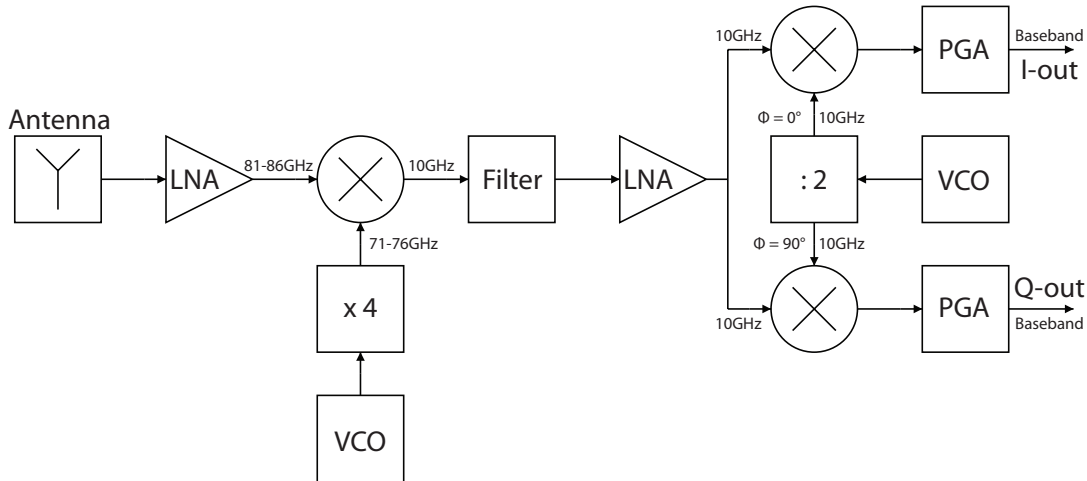 10GHz
PGA
Baseband
I-out
Φ = 0°
10GHz
Antenna
LNA
81-86GHz
10GHz
Filter
LNA
: 2
VCO
71-76GHz
Φ = 90°
10GHz
x 4
10GHz
PGA
Q-out
Baseband
VCO